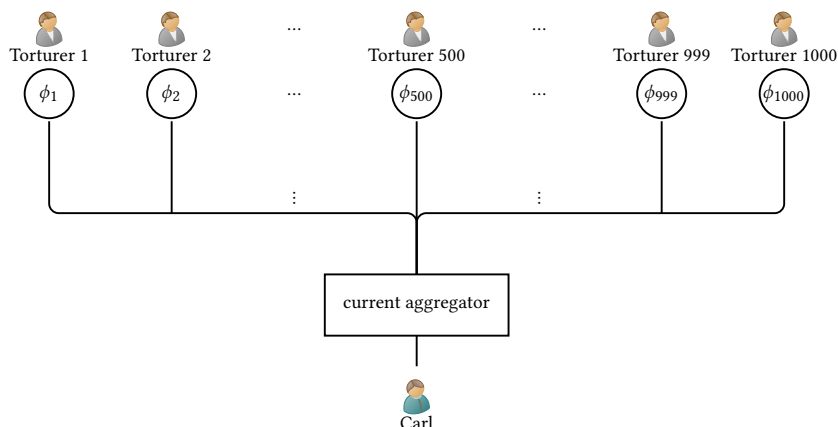 ... ...
Torturer 1 Torturer 2 Torturer 500 Torturer 999 Torturer 1000
ϕ1 ϕ2 ... ϕ500 ... ϕ999 ϕ1000
⋮ ⋮
current aggregator
Carl